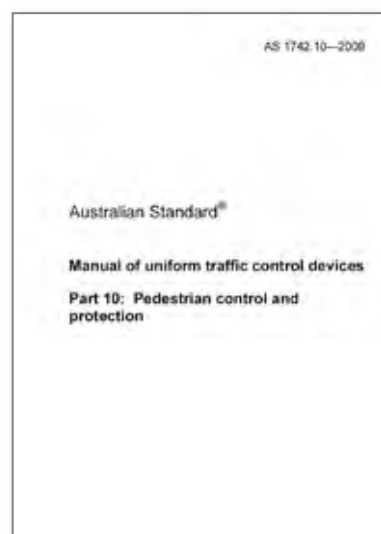 AS 1742.10—2009
Australian Standard®
Manual of uniform traffic control devices
Part 10: Pedestrian control and
protection